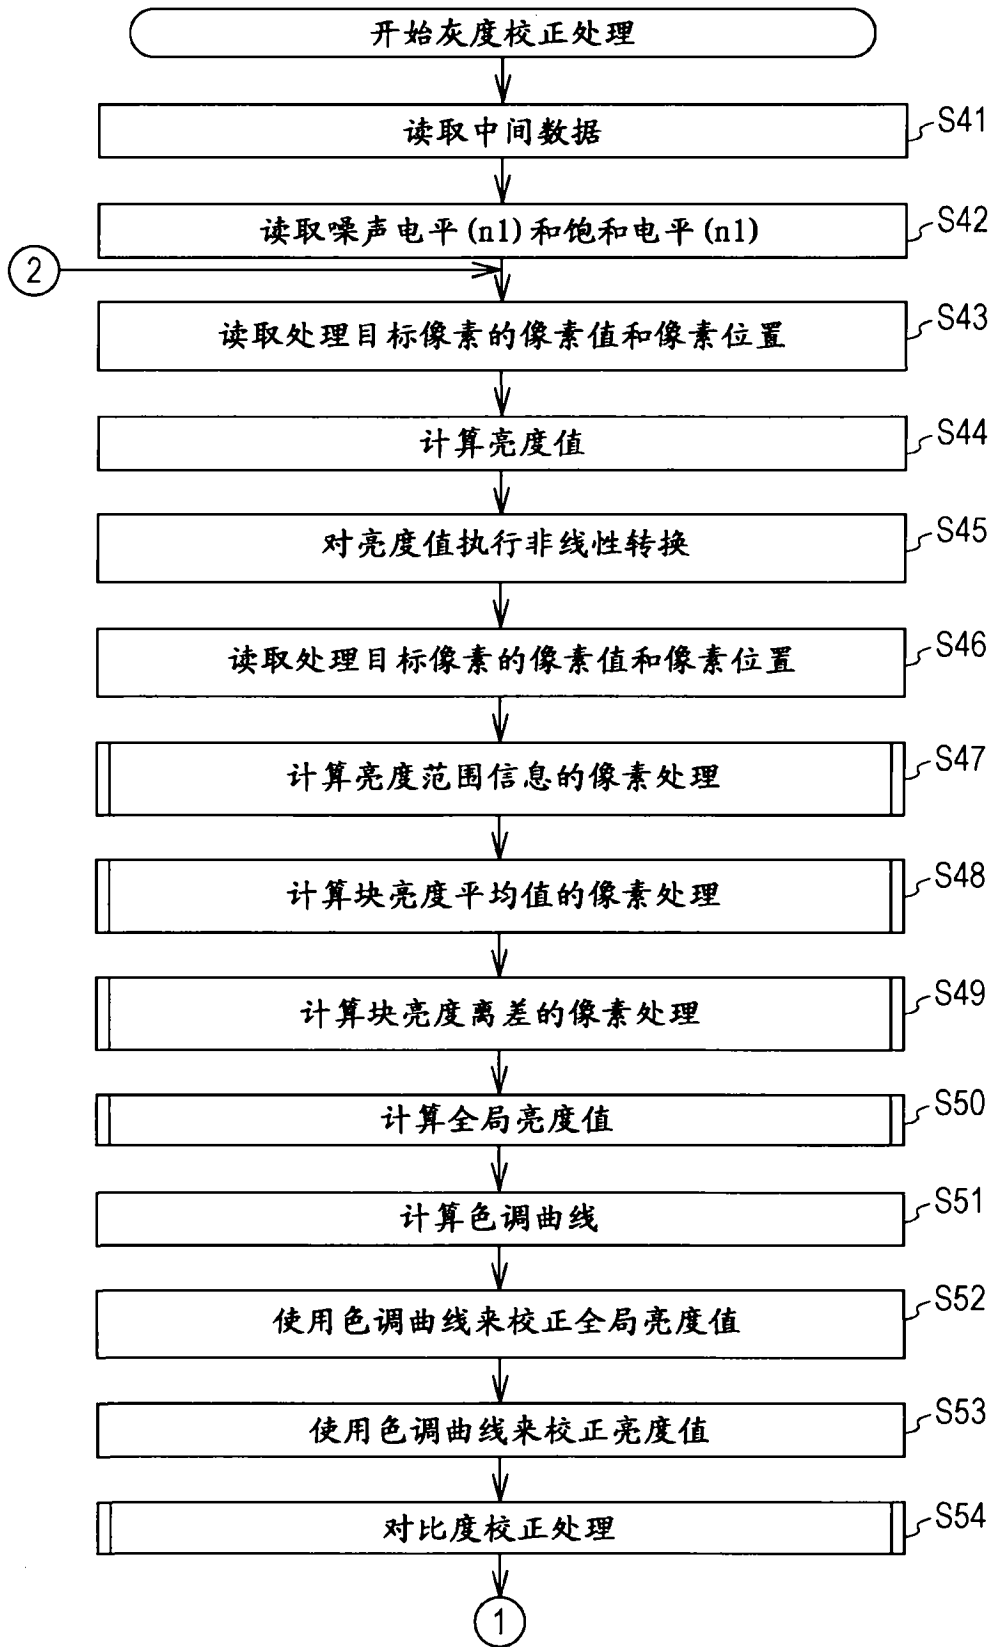 开始灰度校正处理
读取中间数据
S41
读取噪声电平(nl)和饱和电平(nl)
S42
2
读取处理目标像素的像素值和像素位置
S43
计算亮度值
S44
对亮度值执行非线性转换
S45
读取处理目标像素的像素值和像素位置
S46
计算亮度范围信息的像素处理
S47
计算块亮度平均值的像素处理
S48
计算块亮度离差的像素处理
S49
计算全局亮度值
S50
计算色调曲线
S51
使用色调曲线来校正全局亮度值
S52
使用色调曲线来校正亮度值
S53
对比度校正处理
S54
1